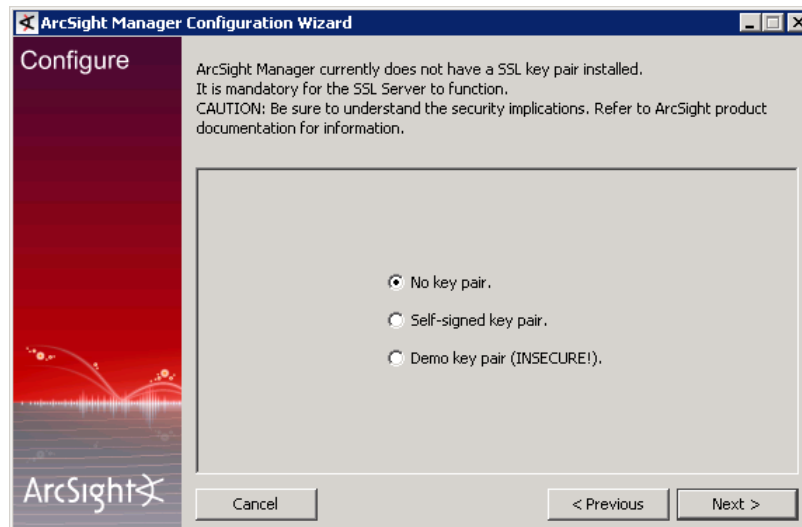 ArcSight Manager Configuration Wizard
Configure
ArcSight Manager currently does not have a SSL key pair installed.
It is mandatory for the SSL Server to function.
CAUTION: Be sure to understand the security implications. Refer to ArcSight product
documentation for information.
No key pair.
Self-signed key pair.
Demo key pair (INSECURE!).
ArcSight
Cancel
< Previous
Next >